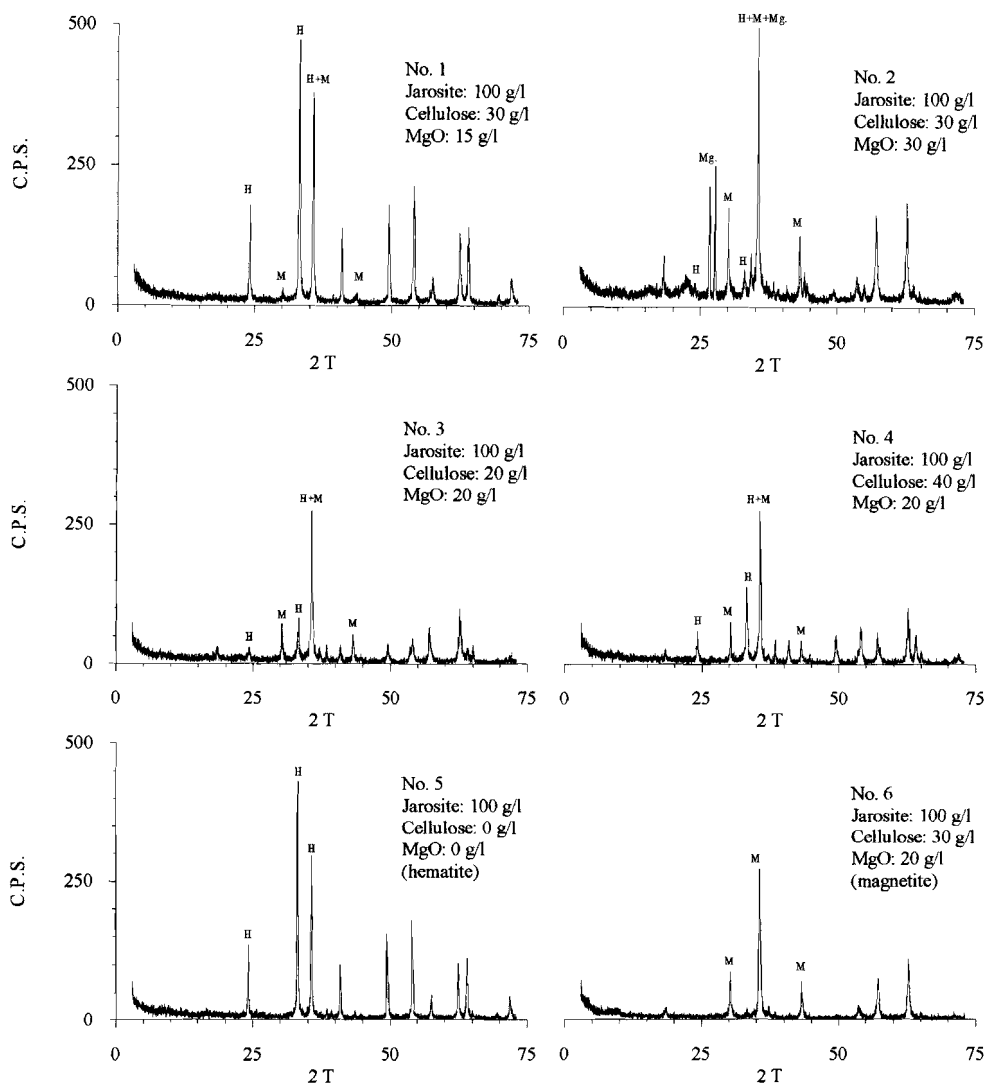 500
250
0
C.P.S.
H
M
H
H+M
M
No. 1
Jarosite: 100 g/l
Cellulose: 30 g/l
MgO: 15 g/l
0
25
50
75
2 T
H+M+Mg.
Mg.
H
M
H
M
No. 2
Jarosite: 100 g/l
Cellulose: 30 g/l
MgO: 30 g/l
0
25
50
75
2 T
500
250
0
C.P.S.
H
M
H
H+M
M
No. 3
Jarosite: 100 g/l
Cellulose: 20 g/l
MgO: 20 g/l
0
25
50
75
2 T
H
M
H
H+M
M
No. 4
Jarosite: 100 g/l
Cellulose: 40 g/l
MgO: 20 g/l
0
25
50
75
2 T
500
250
0
C.P.S.
H
H
H
No. 5
Jarosite: 100 g/l
Cellulose: 0 g/l
MgO: 0 g/l
(hematite)
0
25
50
75
2 T
M
M
M
No. 6
Jarosite: 100 g/l
Cellulose: 30 g/l
MgO: 20 g/l
(magnetite)
0
25
50
75
2 T